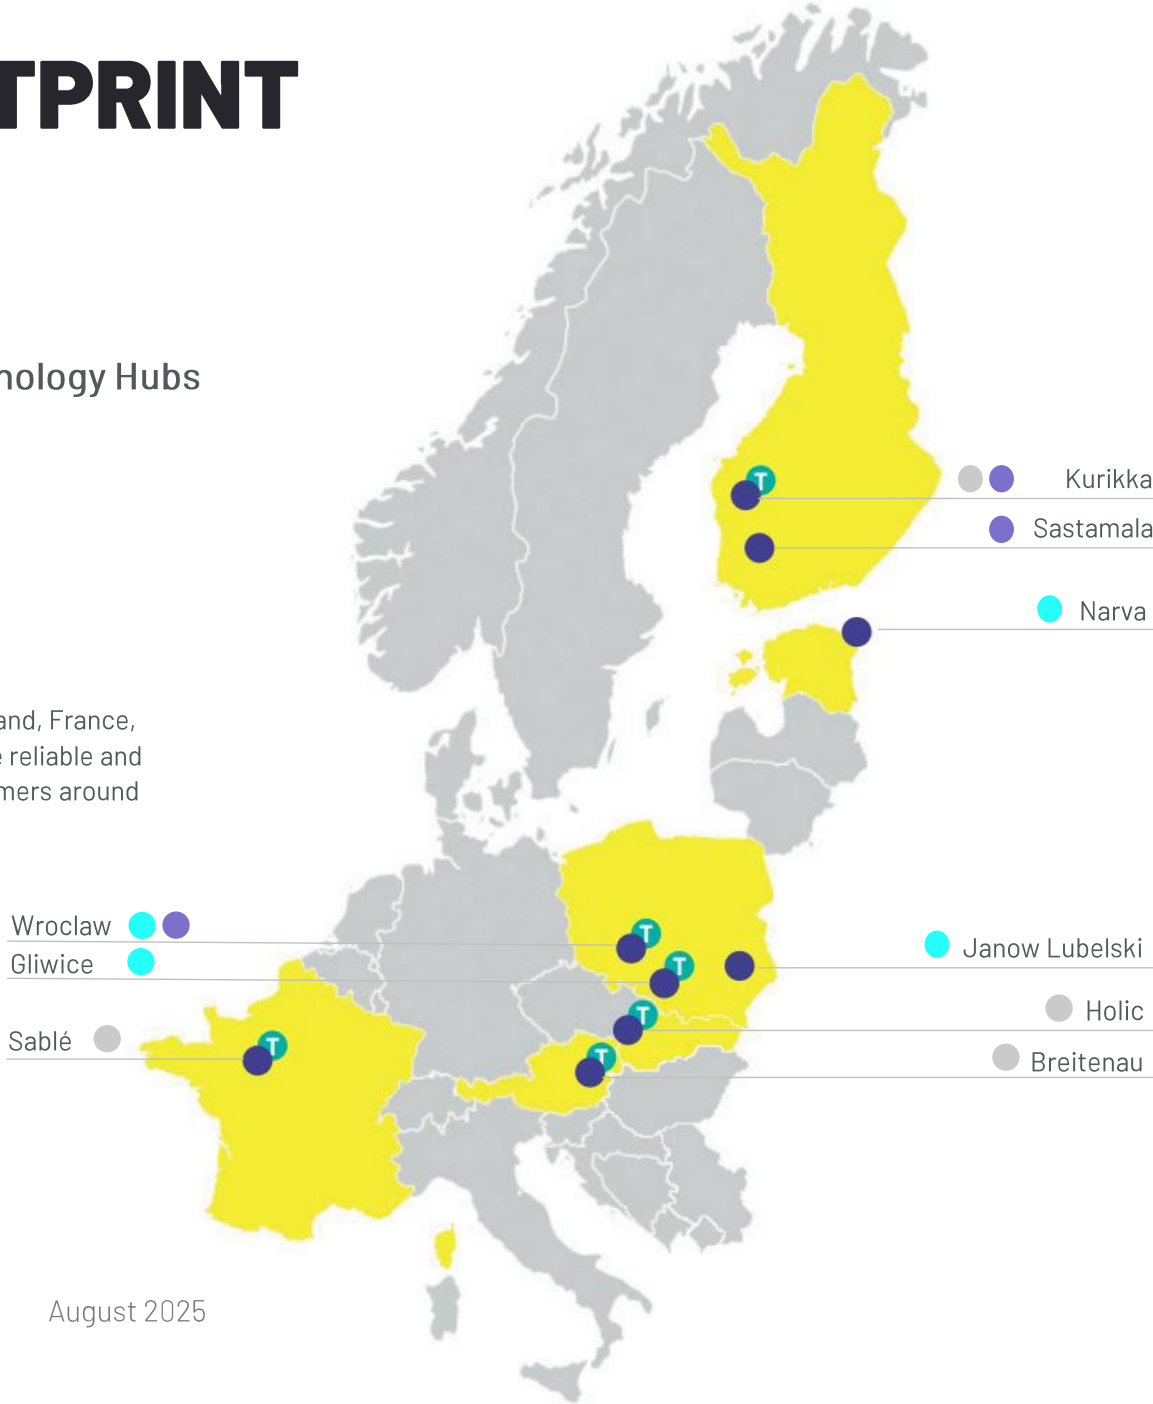 TPRINT
nology Hubs
T
Kurikka
Sastamala
Narva
and, France,
e reliable and
mers around
Wroclaw
T
Gliwice
T
Janow Lubelski
T
Holic
Sablé
T
T
Breitenau
August 2025